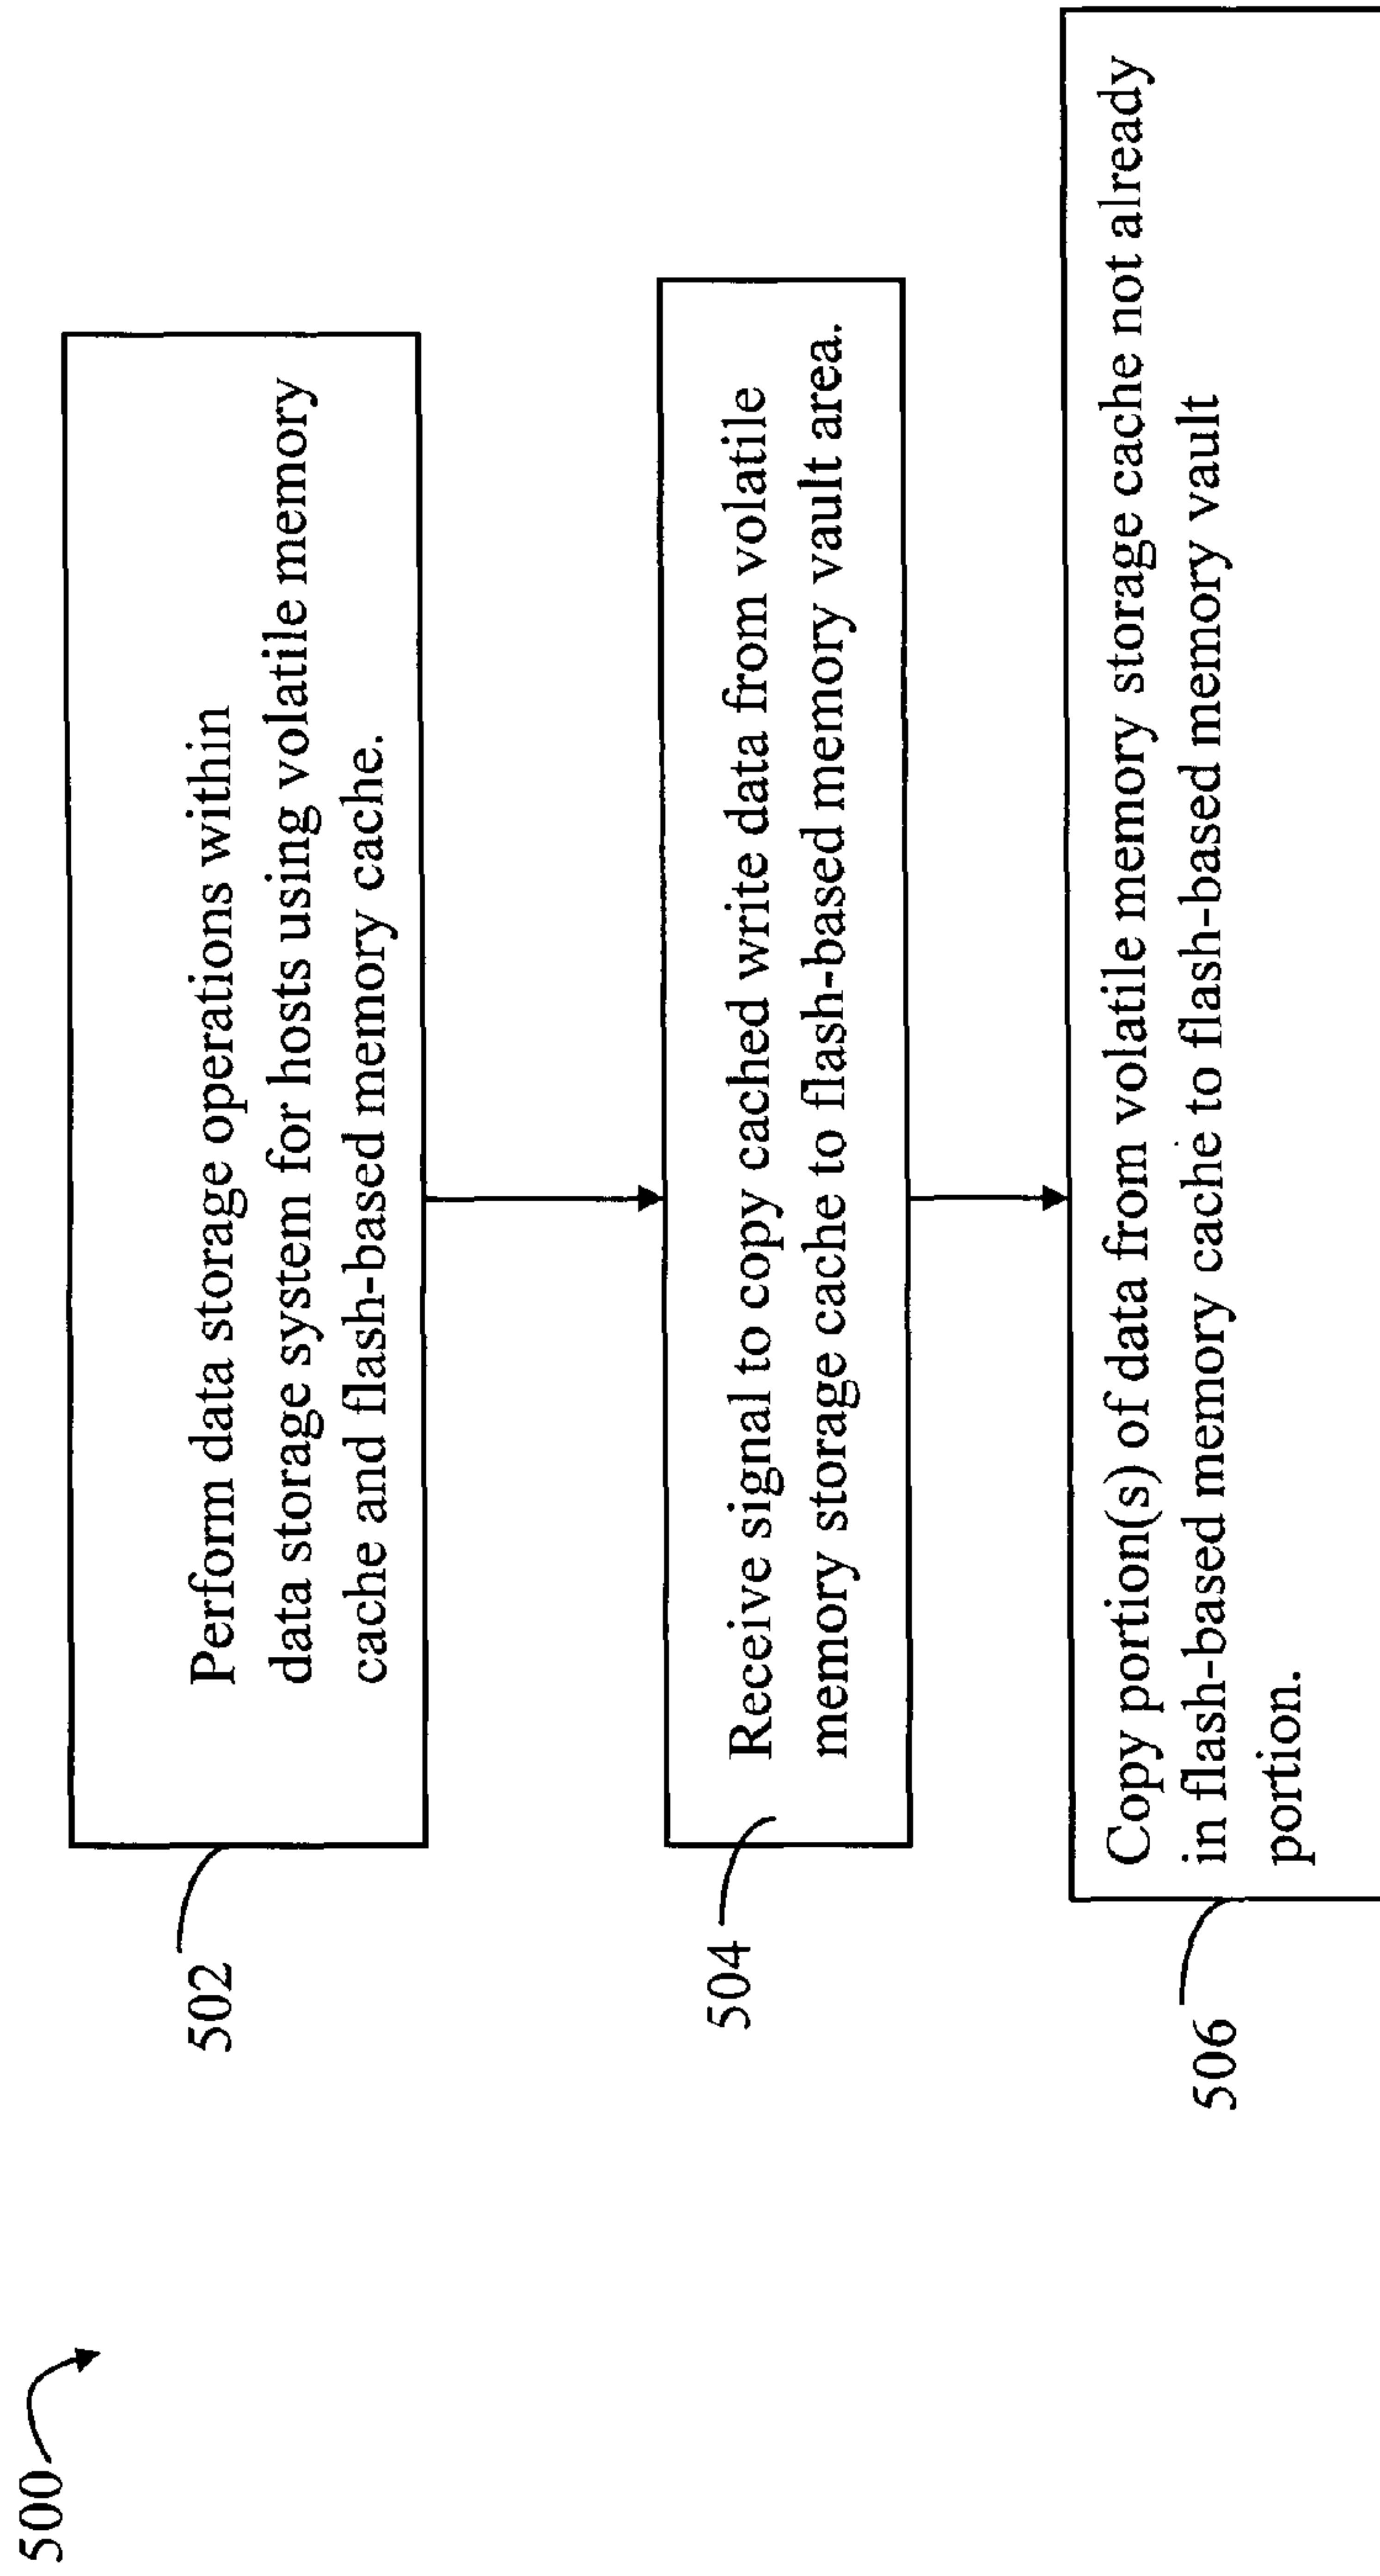 500
Perform data storage operations within
data storage system for hosts using volatile memory
cache and flash-based memory cache.
502
Receive signal to copy cached write data from volatile
memory storage cache to flash-based memory vault area.
504
Copy portion(s) of data from volatile memory storage cache not already
in flash-based memory cache to flash-based memory vault
portion.
506